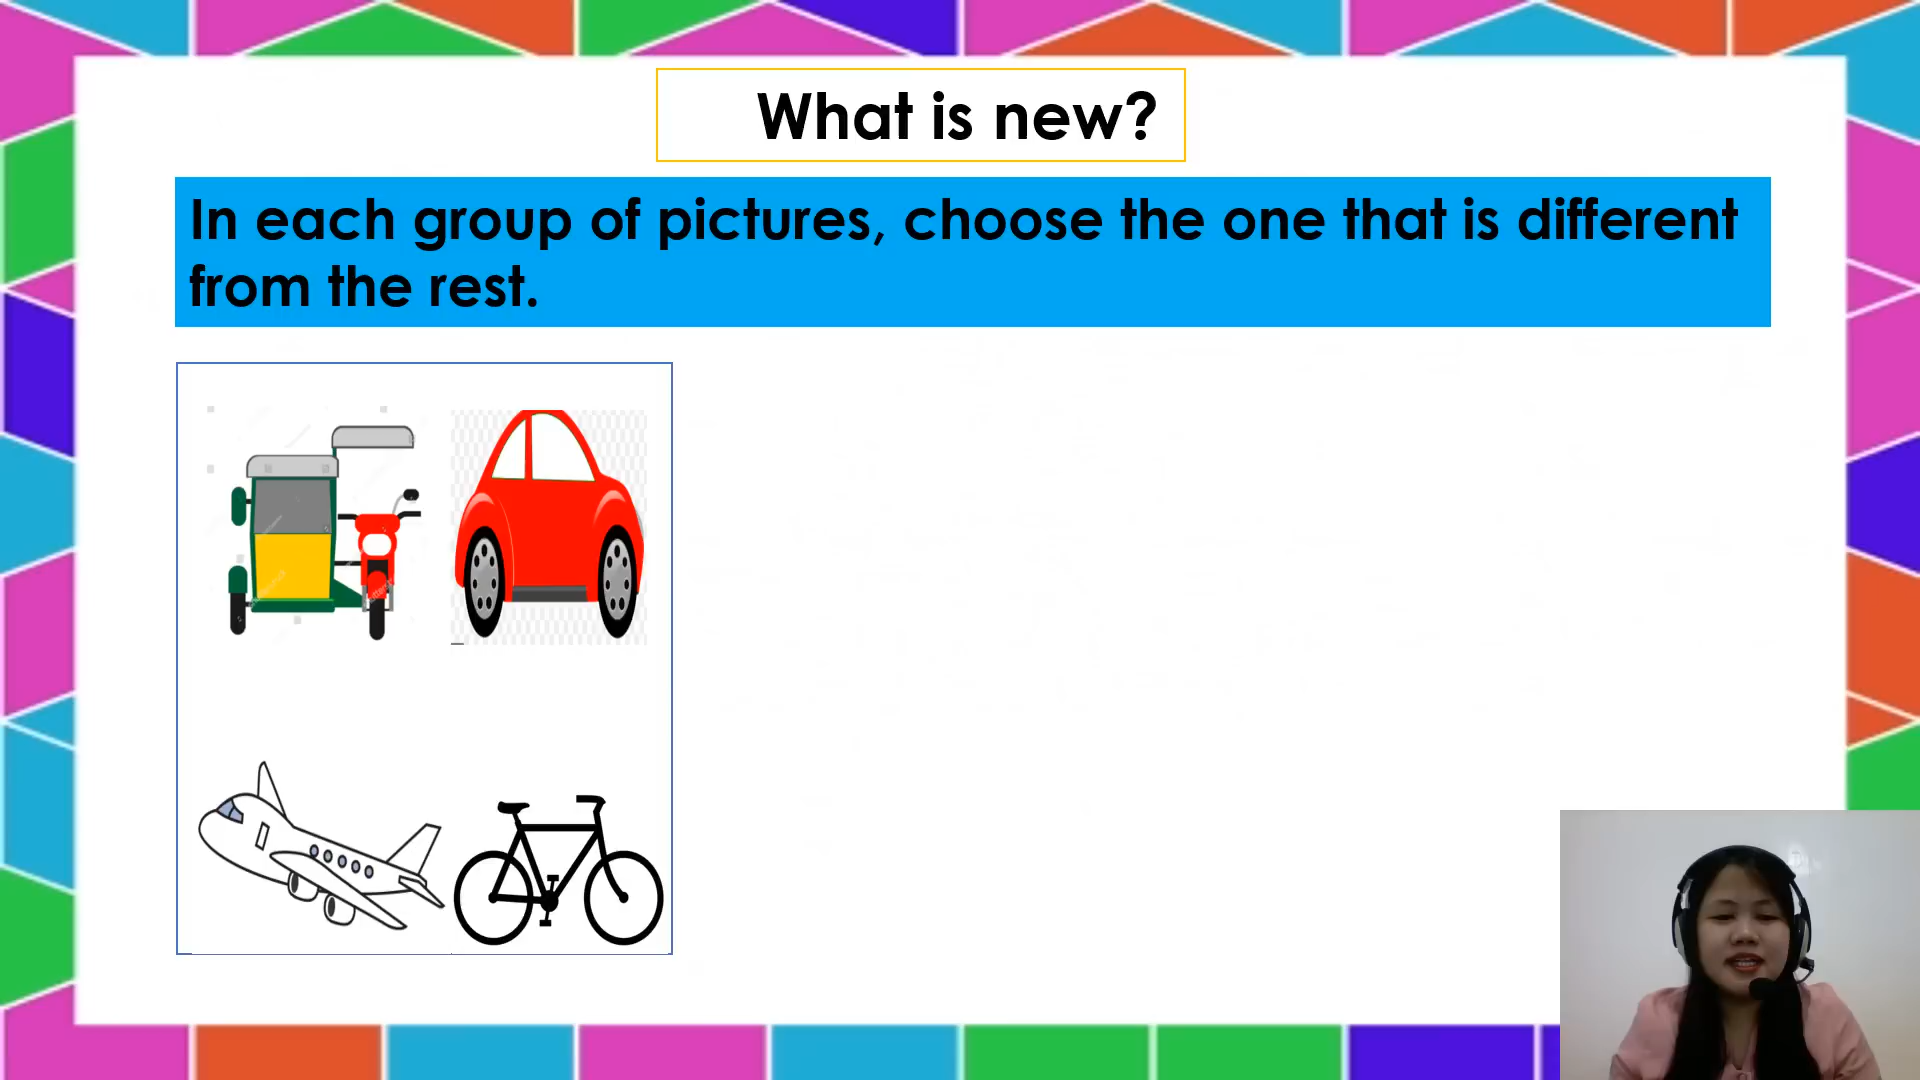 What is new?
In each group of pictures, choose the one that is different
from the rest.